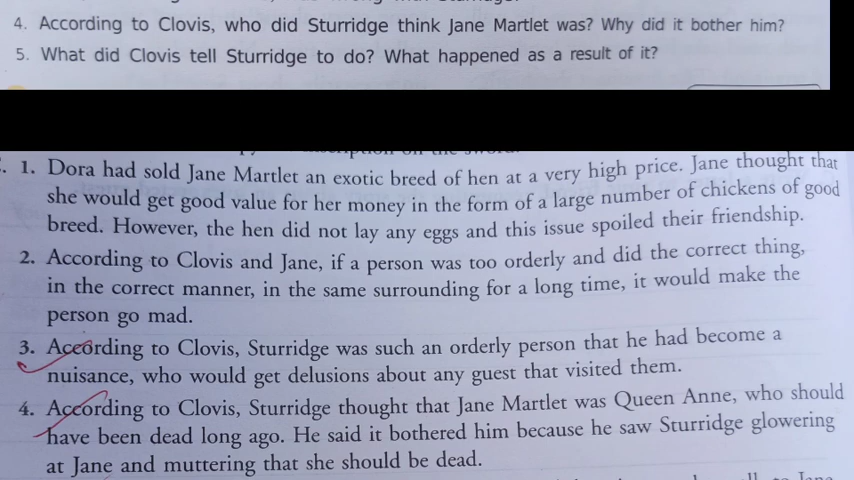 4. According to Clovis, who did Sturridge think Jane Martlet was? Why did it bother him?
5. What did Clovis tell Sturridge to do? What happened as a result of it?
on the sword.
1. Dora had sold Jane Martlet an exotic breed of hen at a very high price. Jane thought that
she would get good value for her money in the form of a large number of chickens of good
breed. However, the hen did not lay any eggs and this issue spoiled their friendship.
2. According to Clovis and Jane, if a person was too orderly and did the correct thing,
in the correct manner, in the same surrounding for a long time, it would make the
person go mad.
3. According to Clovis, Sturridge was such an orderly person that he had become a
nuisance, who would get delusions about any guest that visited them.
4. According to Clovis, Sturridge thought that Jane Martlet was Queen Anne, who should
have been dead long ago. He said it bothered him because he saw Sturridge glowering
at Jane and muttering that she should be dead.